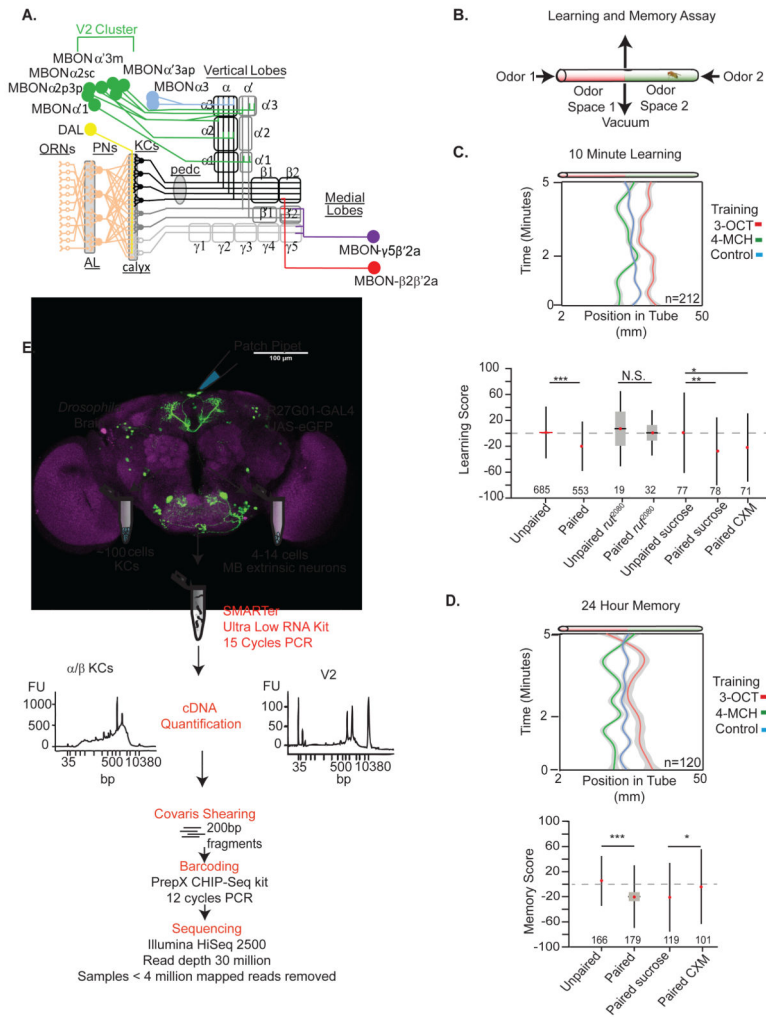 A.
V2 Cluster
MBONα'3m
MBONα2sc
MBONα2p3p
MBONα'3ap
MBONα3
MBONα'1
Vertical Lobes
α
α'
α3
α'3
α2
α'2
α1
α'1
DAL
ORNs
PNs
KCs
pedc
β1
β2
β'1
β'2
Medial
Lobes
γ1
γ2
γ3
γ4
γ5
AL
calyx
MBON-γ5β'2a
MBON-β2β'2a
B.
Learning and Memory Assay
Odor 1
Odor 2
Odor
Space 1
Odor
Space 2
Vacuum
C.
10 Minute Learning
Time (Minutes)
5
2
0
n=212
2
Position in Tube
(mm)
50
Training
3-OCT
4-MCH
Control
Learning Score
100
60
20
-20
-60
-100
***
N.S.
*
**
685
553
19
32
77
78
71
Unpaired
Paired
Unpaired rut2080
Paired rut2080
Unpaired sucrose
Paired sucrose
Paired CXM
D.
24 Hour Memory
Time (Minutes)
5
2
0
n=120
2
Position in Tube
(mm)
50
Training
3-OCT
4-MCH
Control
Memory Score
100
60
20
-20
-60
-100
***
*
166
179
119
101
Unpaired
Paired
Paired sucrose
Paired CXM
E.
Patch Pipet
100 μm
Drosophila
Brain
R27G01-GAL4
UAS-eGFP
~100 cells
KCs
4-14 cells
MB extrinsic neurons
SMARTer
Ultra Low RNA Kit
15 Cycles PCR
α/β KCs
FU
1000
500
0
35
500
10380
bp
cDNA
Quantification
V2
FU
100
50
0
35
500
10380
bp
Covaris Shearing
200bp
fragments
Barcoding
PrepX CHIP-Seq kit
12 cycles PCR
Sequencing
Illumina HiSeq 2500
Read depth 30 million
Samples < 4 million mapped reads removed